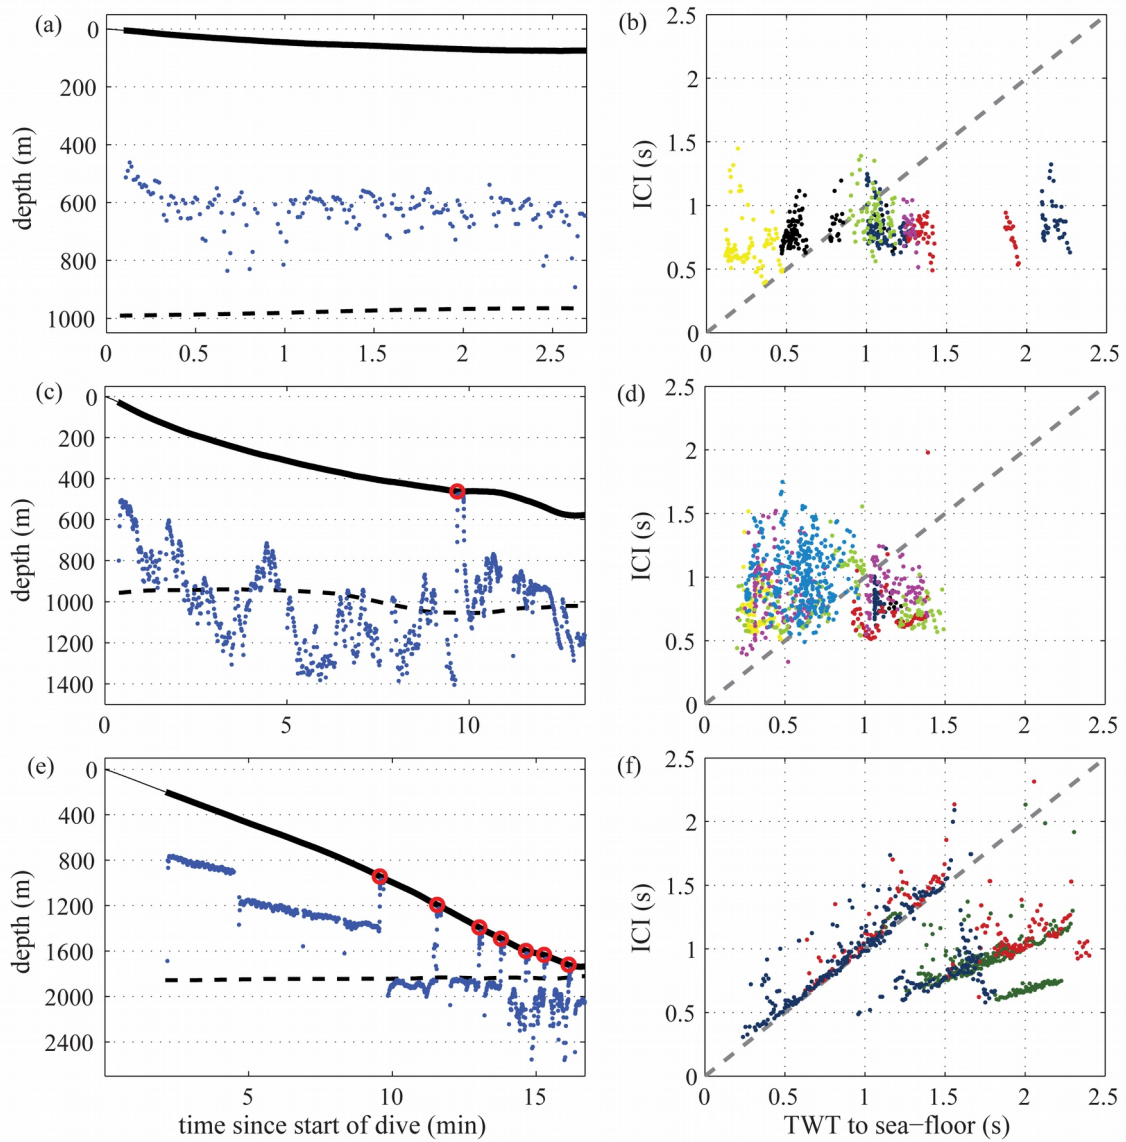 (a)
0
200
400
600
800
1000
depth (m)
0 0.5 1 1.5 2 2.5
(b)
2.5
2
1.5
1
0.5
0
ICI (s)
0 0.5 1 1.5 2 2.5
(c)
0
200
400
600
800
1000
1200
1400
depth (m)
0 5 10
(d)
2.5
2
1.5
1
0.5
0
ICI (s)
0 0.5 1 1.5 2 2.5
(e)
0
400
800
1200
1600
2000
2400
depth (m)
5 10 15
time since start of dive (min)
(f)
2.5
2
1.5
1
0.5
0
ICI (s)
0 0.5 1 1.5 2 2.5
TWT to sea−floor (s)